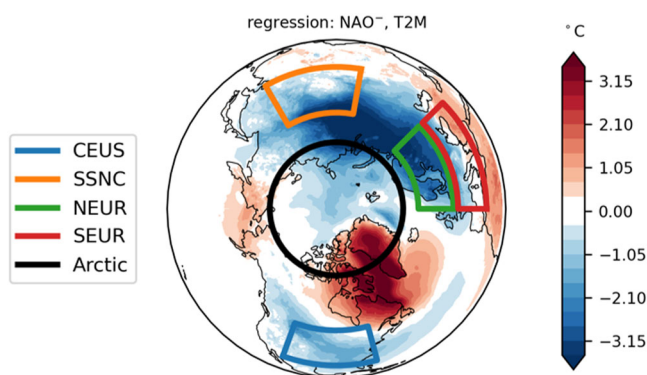 regression: NAO⁻, T2M
°C
CEUS
SSNC
NEUR
SEUR
Arctic
3.15
2.10
1.05
0.00
−1.05
−2.10
−3.15